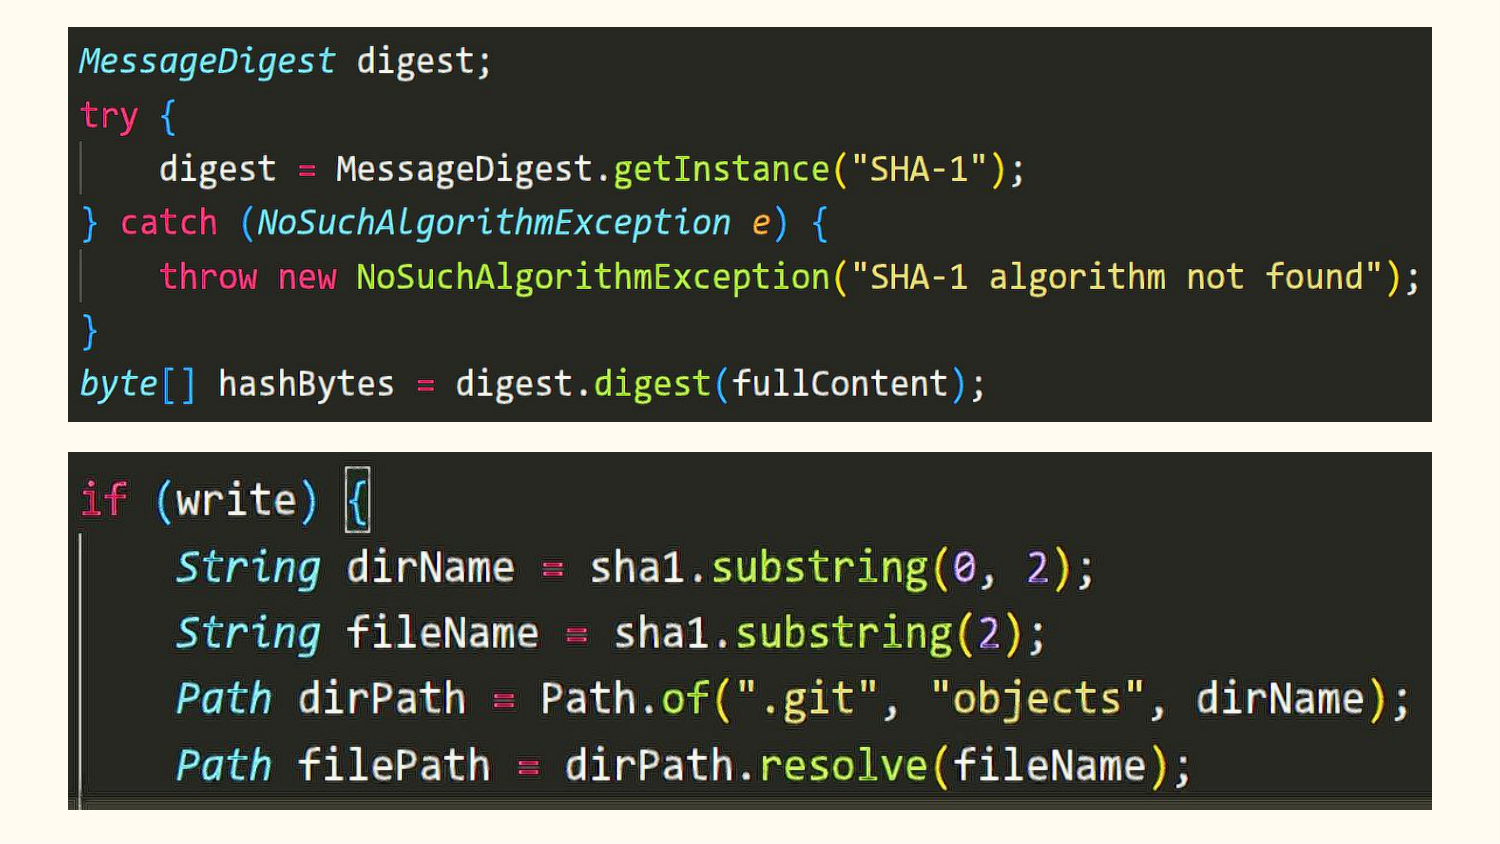 MessageDigest digest;
try {
    digest = MessageDigest.getInstance("SHA-1");
} catch (NoSuchAlgorithmException e) {
    throw new NoSuchAlgorithmException("SHA-1 algorithm not found");
}
byte[] hashBytes = digest.digest(fullContent);
if (write) {
    String dirName = sha1.substring(0, 2);
    String fileName = sha1.substring(2);
    Path dirPath = Path.of(".git", "objects", dirName);
    Path filePath = dirPath.resolve(fileName);